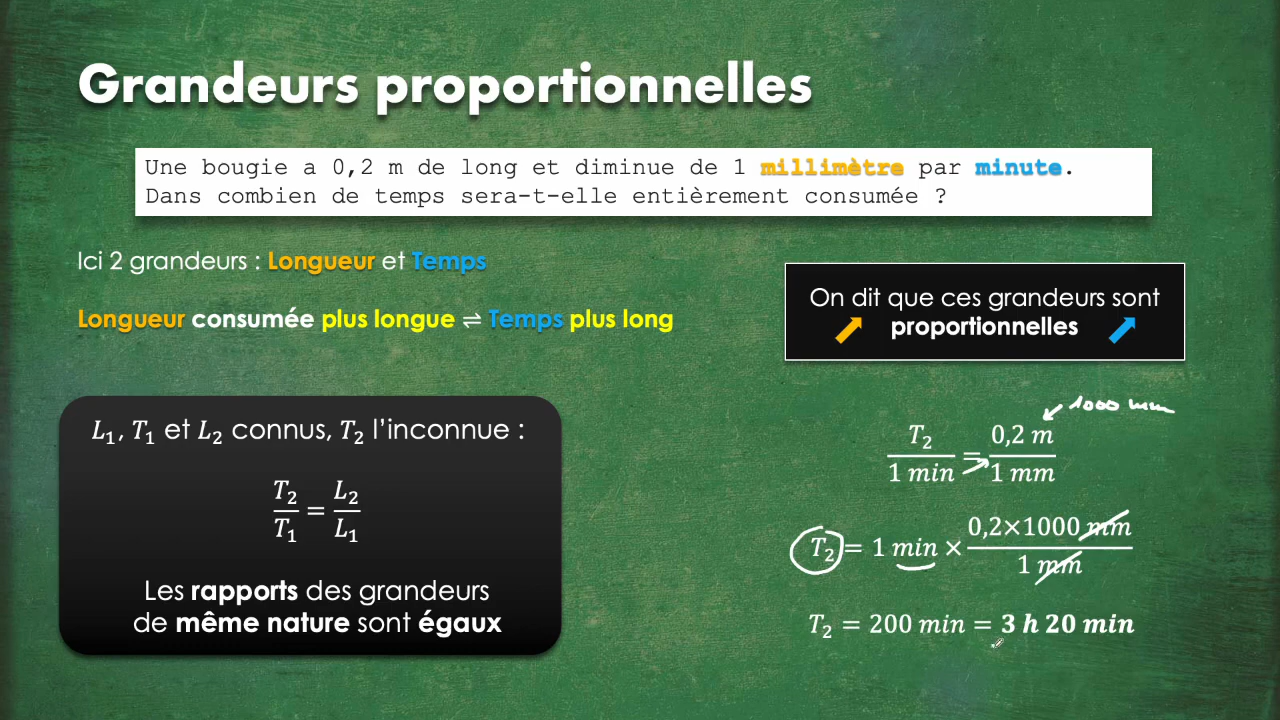 Grandeurs proportionnelles
Une bougie a 0,2 m de long et diminue de 1 millimètre par minute.
Dans combien de temps sera-t-elle entièrement consumée ?
Ici 2 grandeurs : Longueur et Temps
Longueur consumée plus longue ⇌ Temps plus long
On dit que ces grandeurs sont
proportionnelles
L₁, T₁ et L₂ connus, T₂ l’inconnue :
T₂/T₁ = L₂/L₁
Les rapports des grandeurs
de même nature sont égaux
1000 mm
T₂/1 min = 0,2 m/1 mm
T₂ = 1 min × 0,2×1000 mm/1 mm
T₂ = 200 min = 3 h 20 min